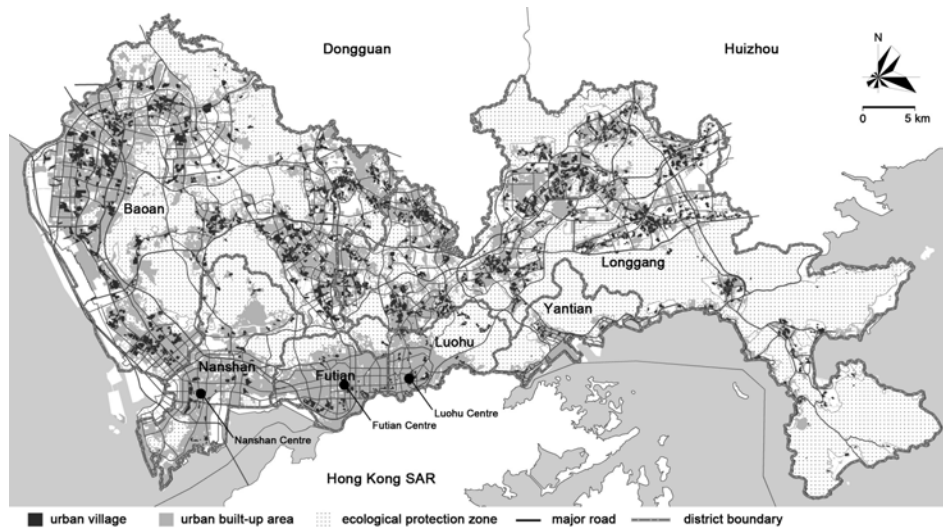 Dongguan
Huizhou
N
0 5 km
Baoan
Longgang
Yantian
Luohu
Nanshan
Futian
Luohu Centre
Futian Centre
Nanshan Centre
Hong Kong SAR
urban village urban built-up area ecological protection zone major road district boundary